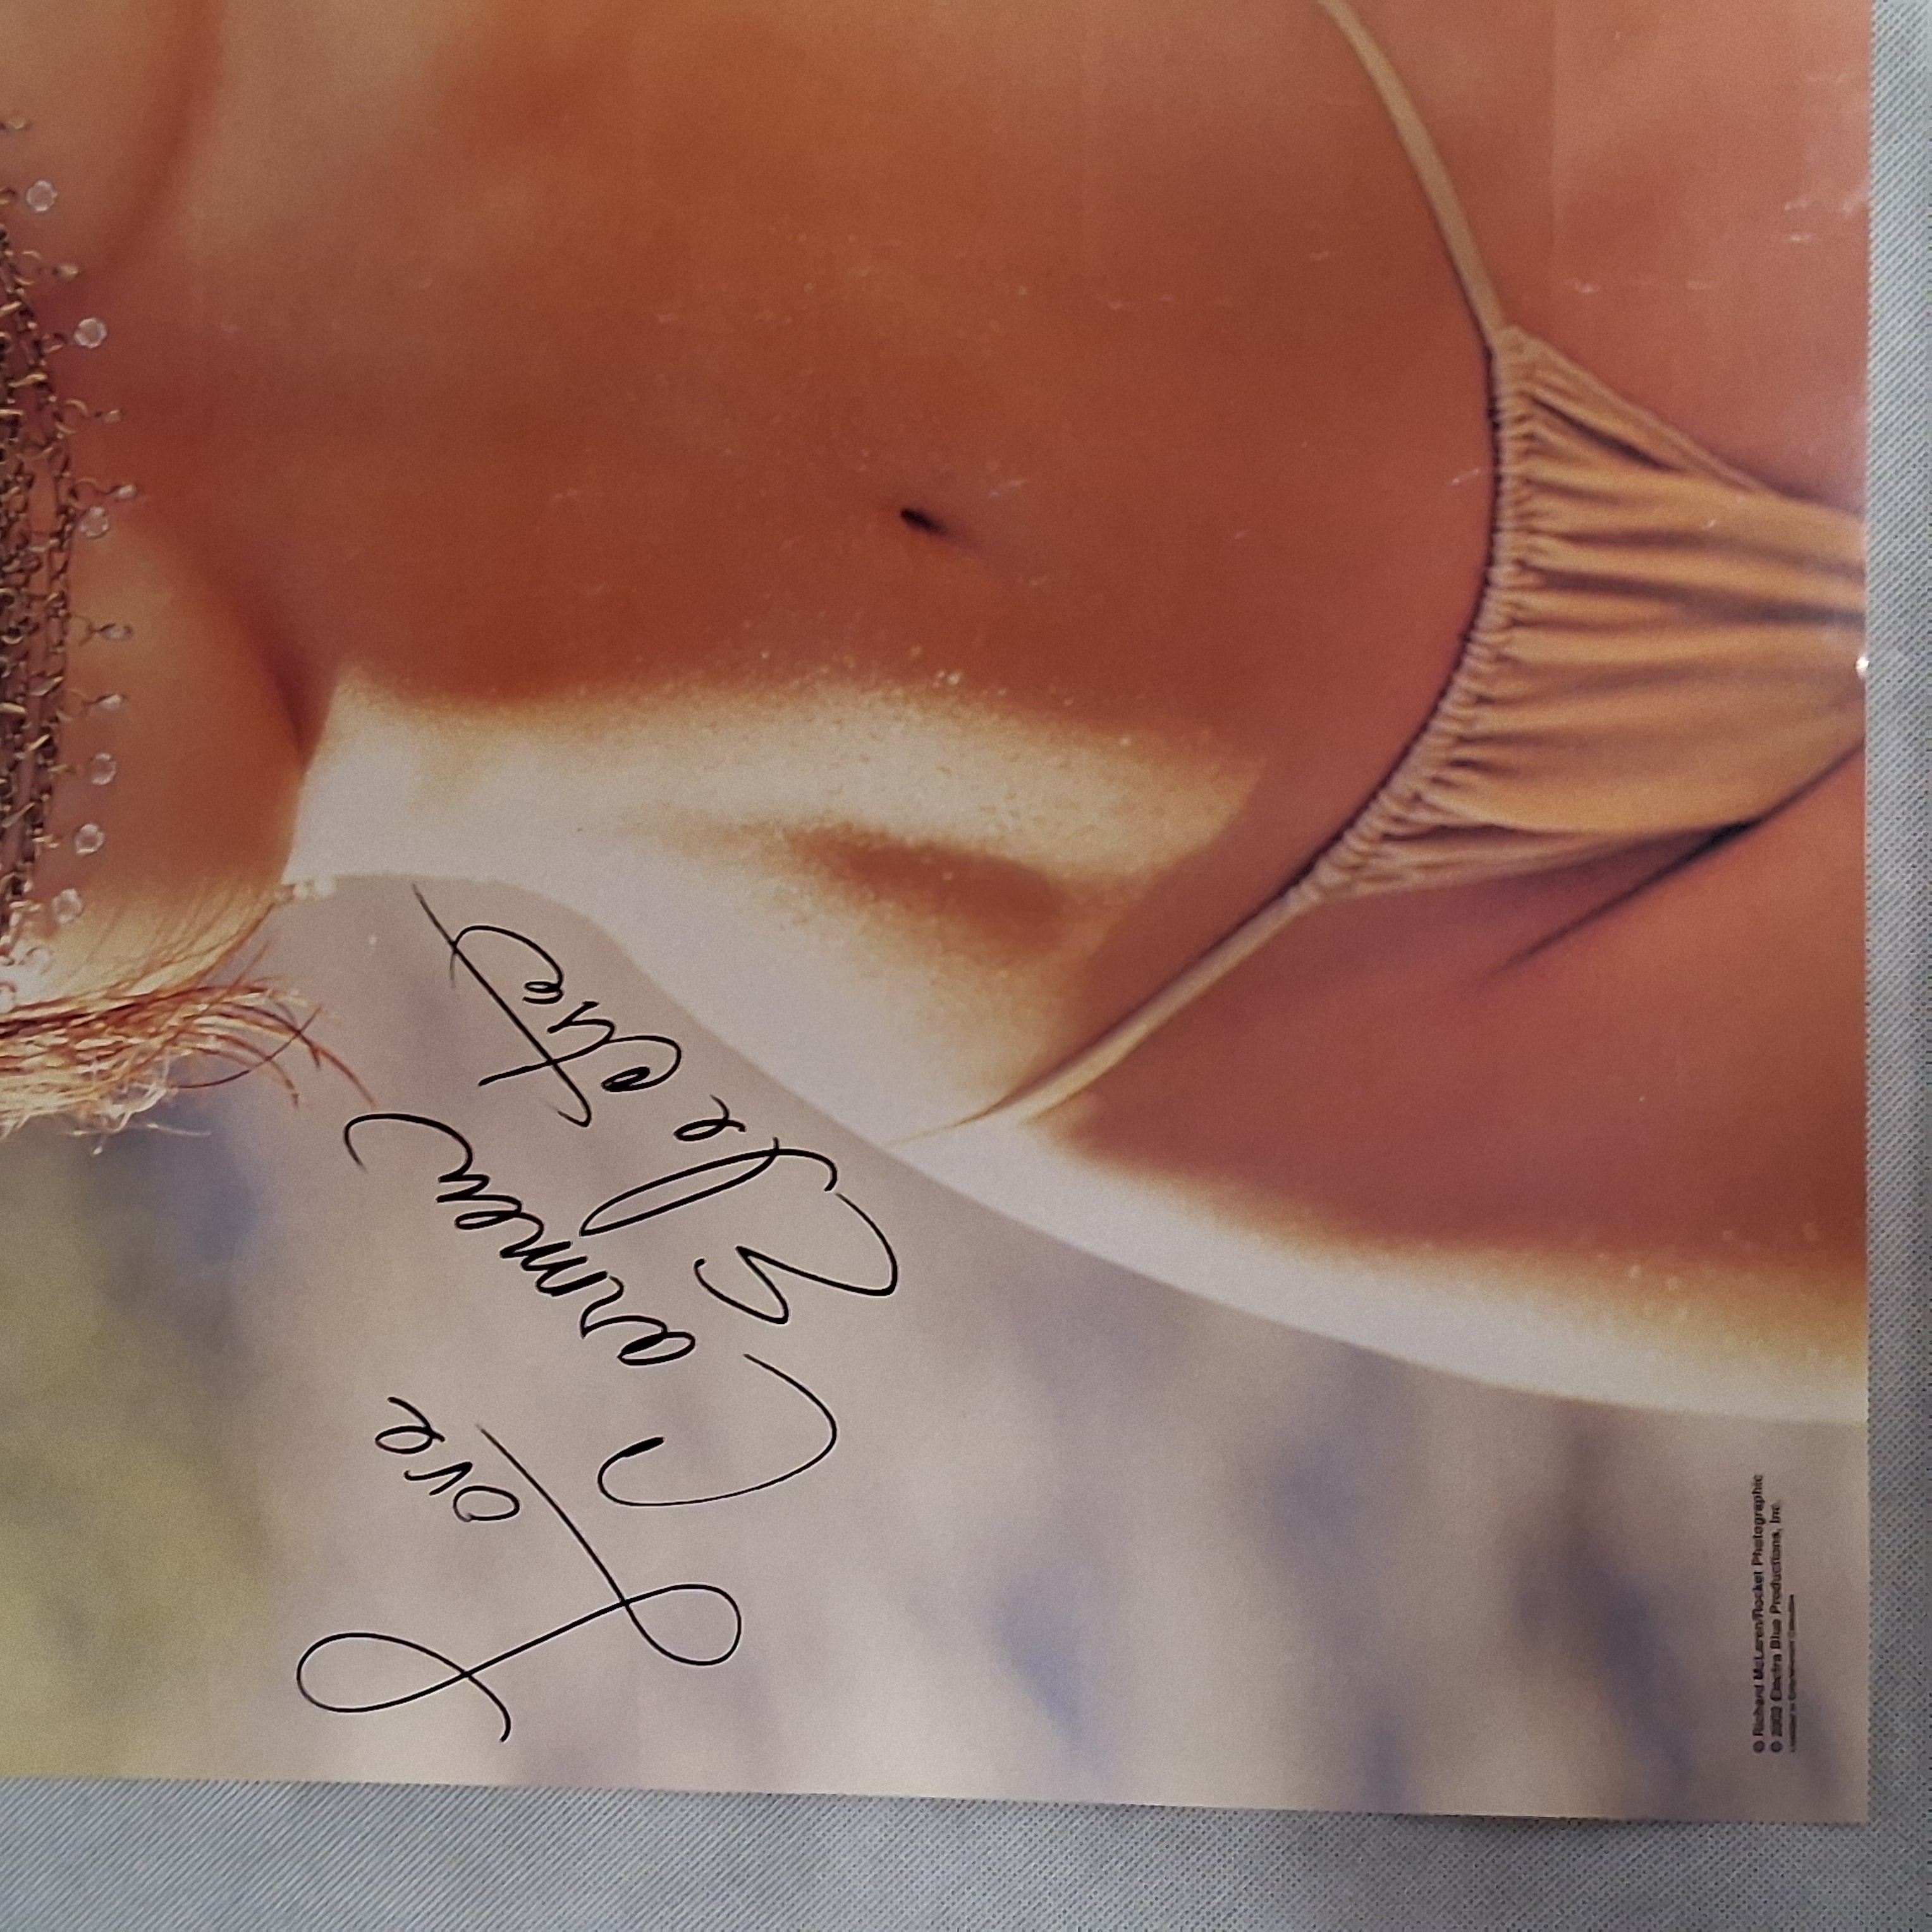 Love
Carmen
Electra
© Richard McLaren/Rocket Photographic
© 2002 Electra Blue Productions, Inc.